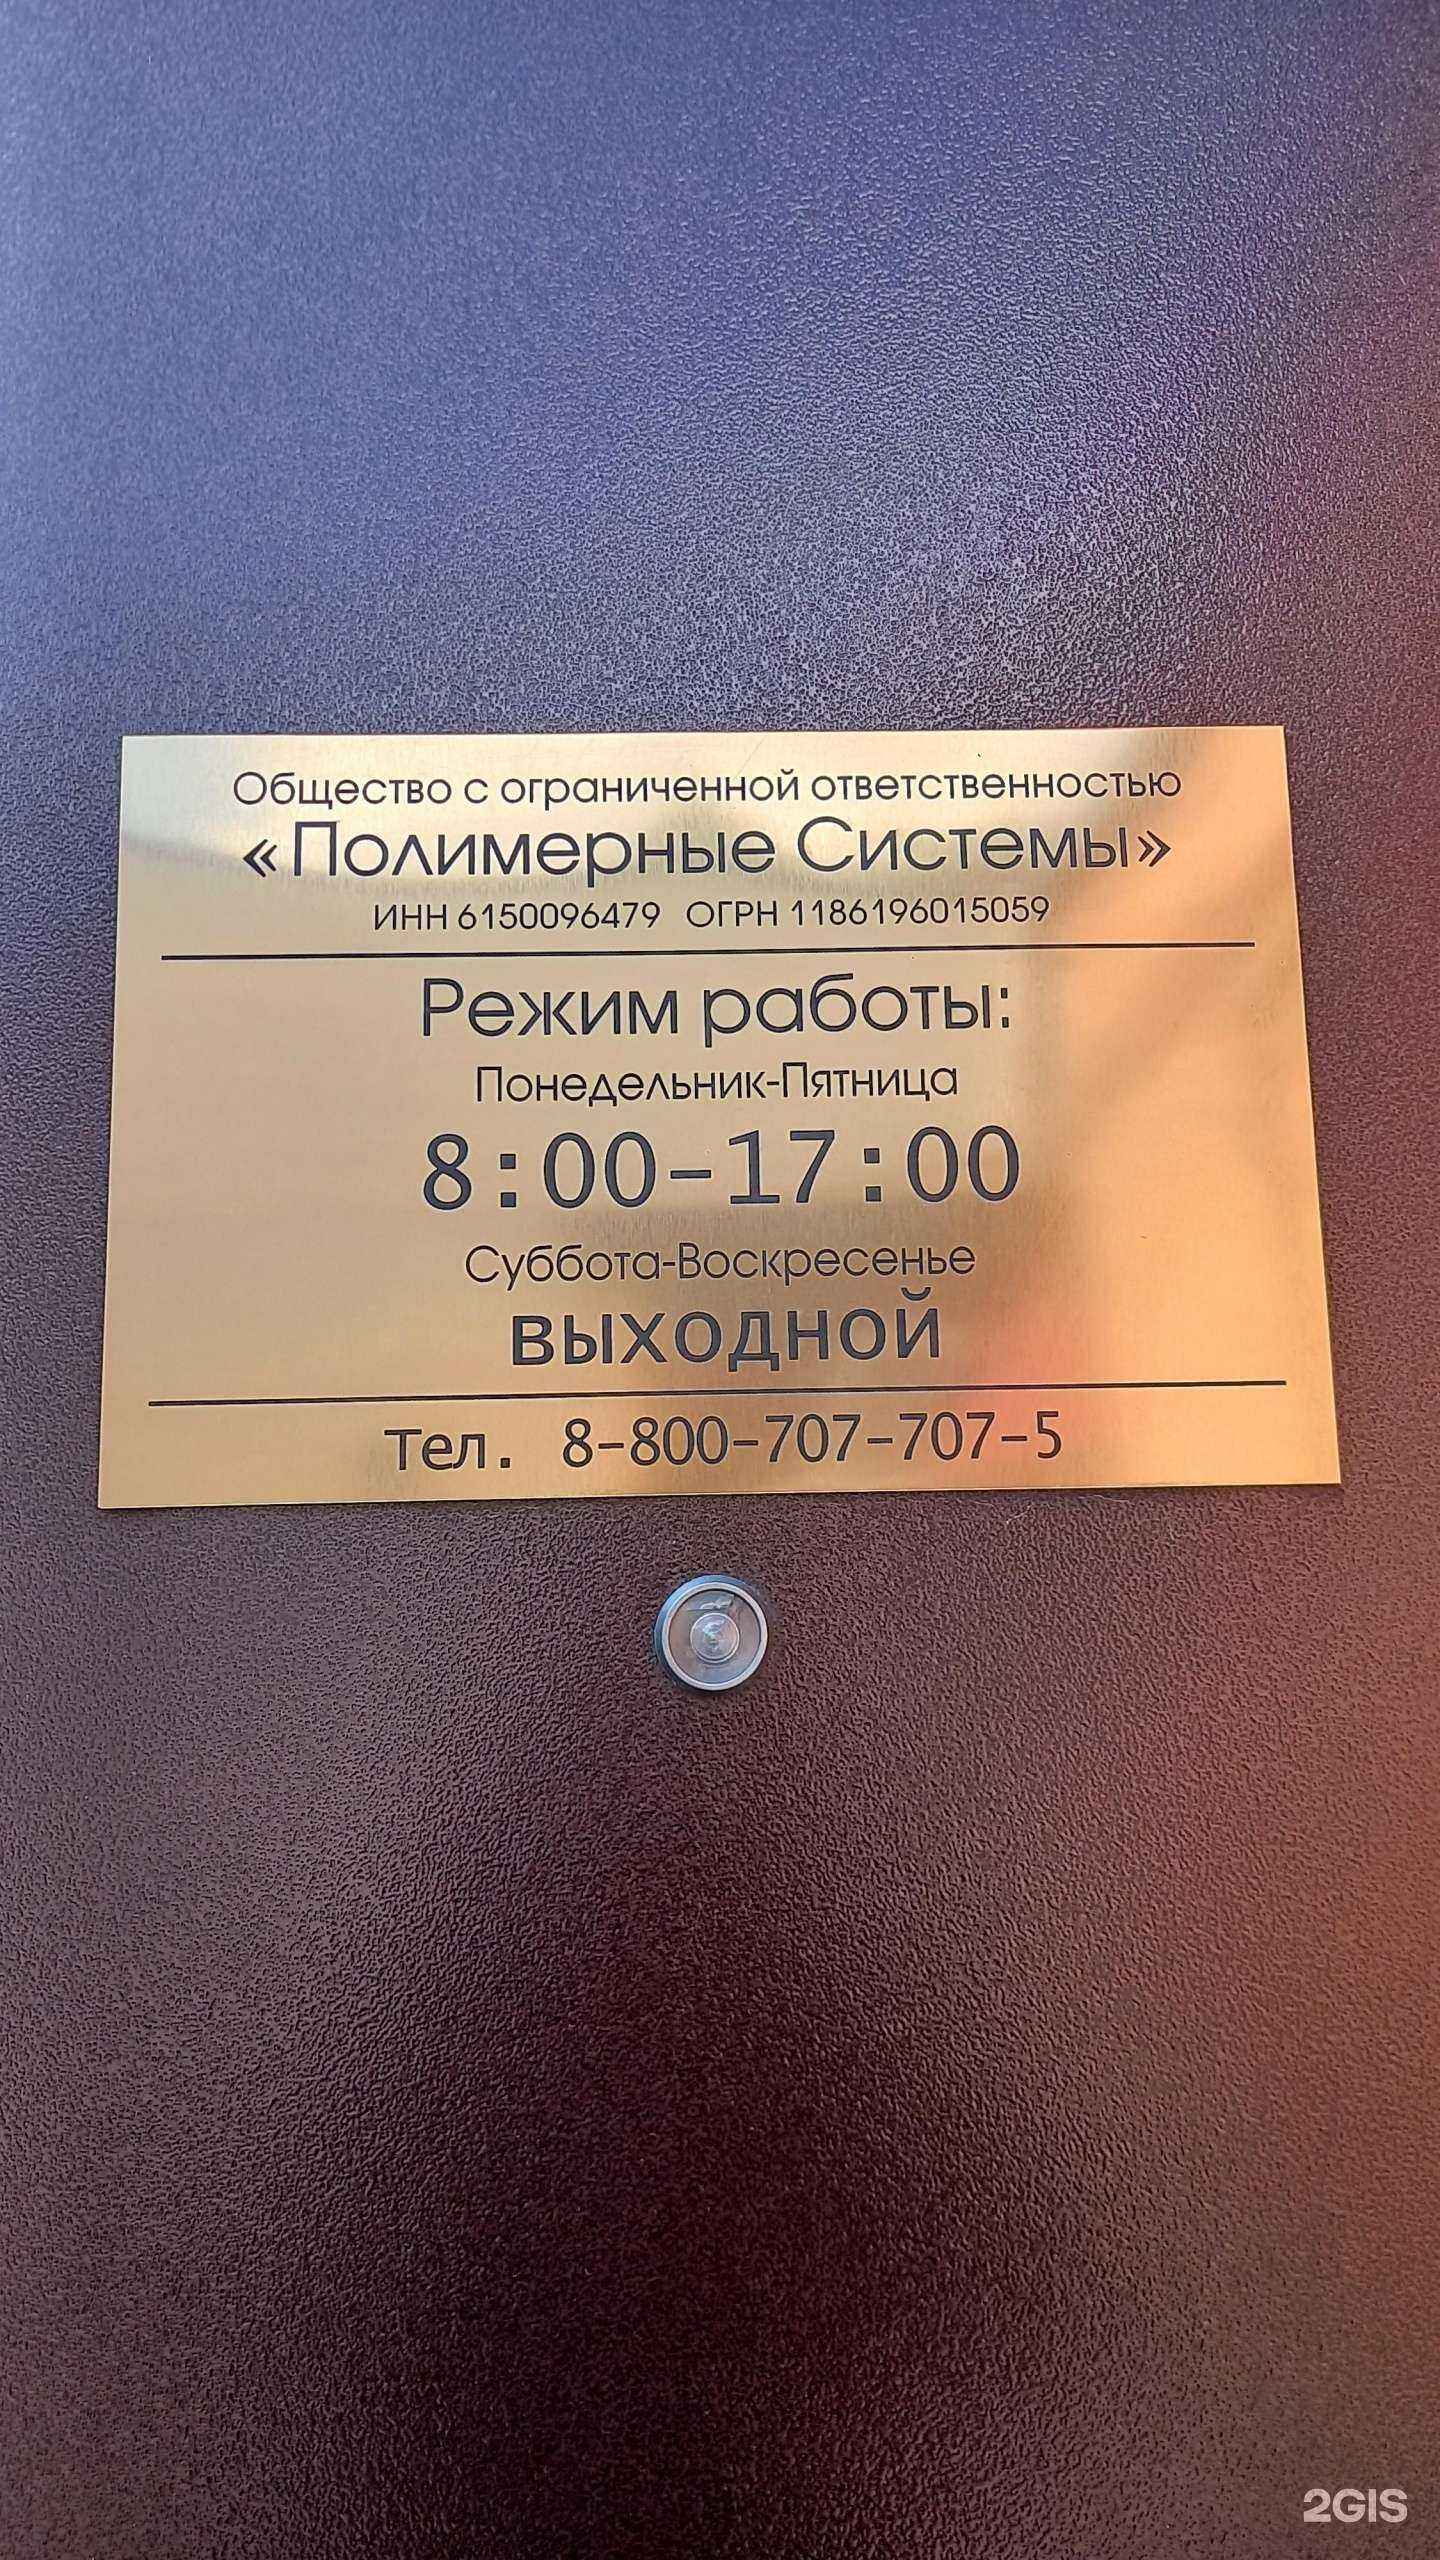 Общество с ограниченной ответственностью
«Полимерные Системы»
ИНН 6150096479 ОГРН 1186196015059
Режим работы:
Понедельник-Пятница
8:00-17:00
Суббота-Воскресенье
ВЫХОДНОЙ
Тел. 8-800-707-707-5
2GIS